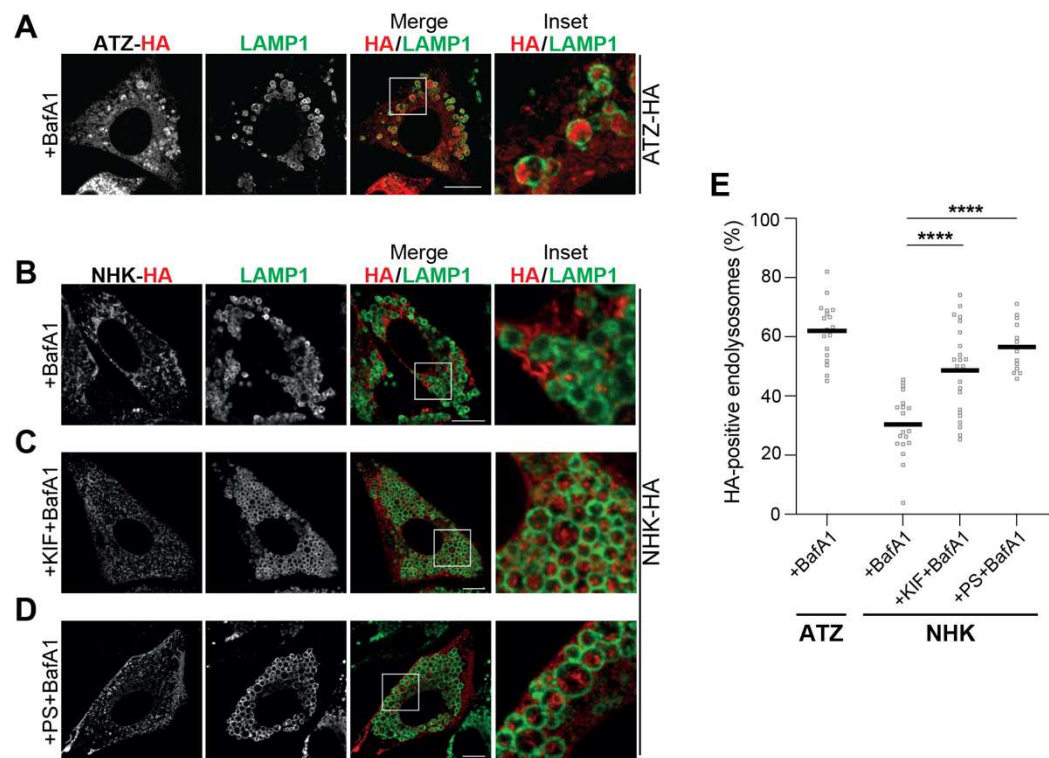 A
Merge
Inset
ATZ-HA
LAMP1
HA/LAMP1
HA/LAMP1
+BafA1
ATZ-HA
B
Merge
Inset
NHK-HA
LAMP1
HA/LAMP1
HA/LAMP1
+BafA1
C
+KIF+BafA1
D
+PS+BafA1
NHK-HA
E
HA-positive endolysosomes (%)
100
80
60
40
20
0
****
****
+BafA1
+BafA1
+KIF+BafA1
+PS+BafA1
ATZ
NHK